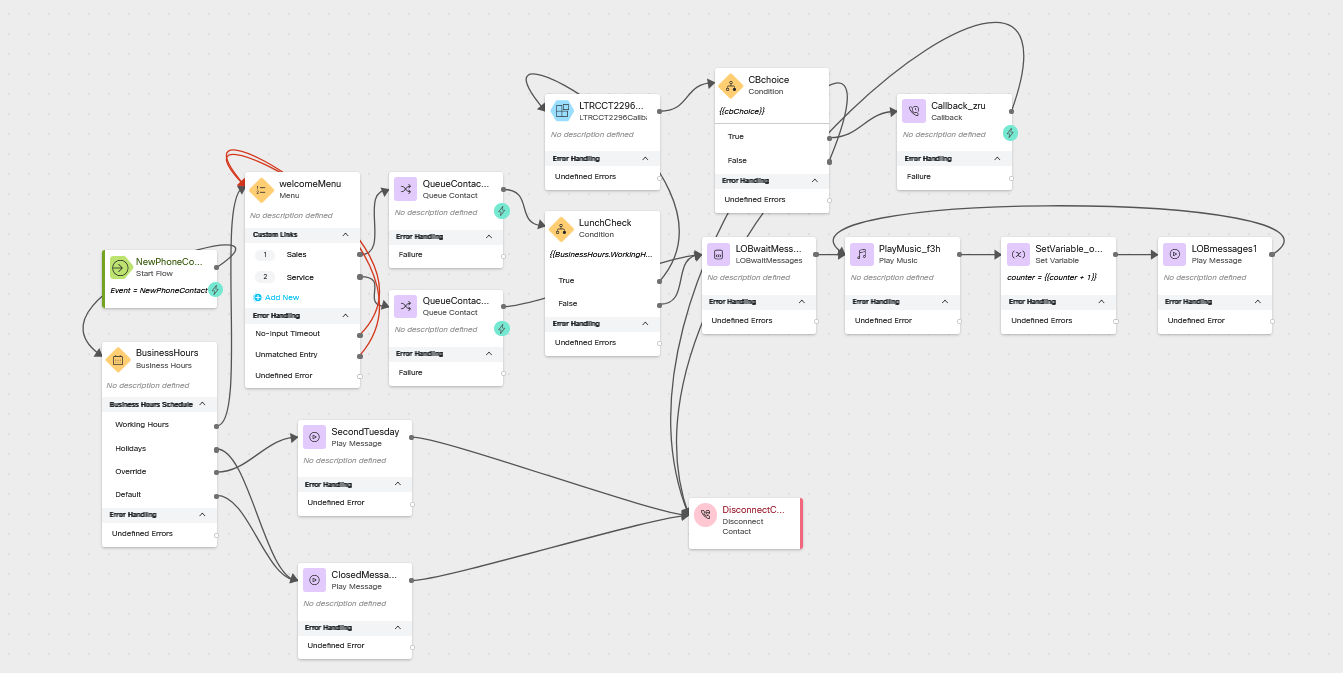 NewPhoneCo...
Start Flow
Event = NewPhoneContact
BusinessHours
Business Hours
No description defined
Business Hours Schedule
Working Hours
Holidays
Override
Default
Error Handling
Undefined Errors
welcomeMenu
Menu
No description defined
Custom Links
1 Sales
2 Service
Add New
Error Handling
No-Input Timeout
Unmatched Entry
Undefined Error
QueueContac...
Queue Contact
No description defined
Error Handling
Failure
QueueContac...
Queue Contact
No description defined
Error Handling
Failure
SecondTuesday
Play Message
No description defined
Error Handling
Undefined Error
ClosedMessa...
Play Message
No description defined
Error Handling
Undefined Error
LTRCCT2296...
LTRCCT2296Callb
No description defined
Error Handling
Undefined Errors
LunchCheck
Condition
{{BusinessHours.WorkingH...
True
False
Error Handling
Undefined Errors
CBchoice
Condition
{{cbChoice}}
True
False
Error Handling
Undefined Errors
Callback_zru
Callback
No description defined
Error Handling
Failure
LOBwaitMess...
LOBwaitMessages
No description defined
Error Handling
Undefined Errors
PlayMusic_f3h
Play Music
No description defined
Error Handling
Undefined Error
SetVariable_o...
Set Variable
counter = {{counter + 1}}
Error Handling
Undefined Errors
LOBmessages1
Play Message
No description defined
Error Handling
Undefined Error
DisconnectC...
Disconnect
Contact